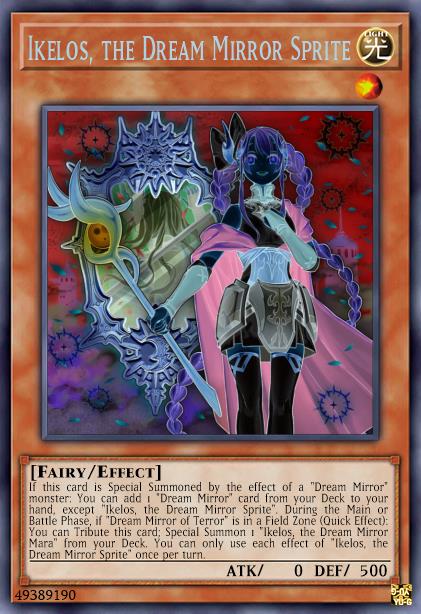 Ikelos, the Dream Mirror Sprite
LIGHT
光
[Fairy/Effect]
If this card is Special Summoned by the effect of a "Dream Mirror"
monster: You can add 1 "Dream Mirror" card from your Deck to your
hand, except "Ikelos, the Dream Mirror Sprite". During the Main or
Battle Phase, if "Dream Mirror of Terror" is in a Field Zone (Quick Effect):
You can Tribute this card; Special Summon 1 "Ikelos, the Dream Mirror
Mara" from your Deck. You can only use each effect of "Ikelos, the
Dream Mirror Sprite" once per turn.
ATK/ 0 DEF/ 500
49389190